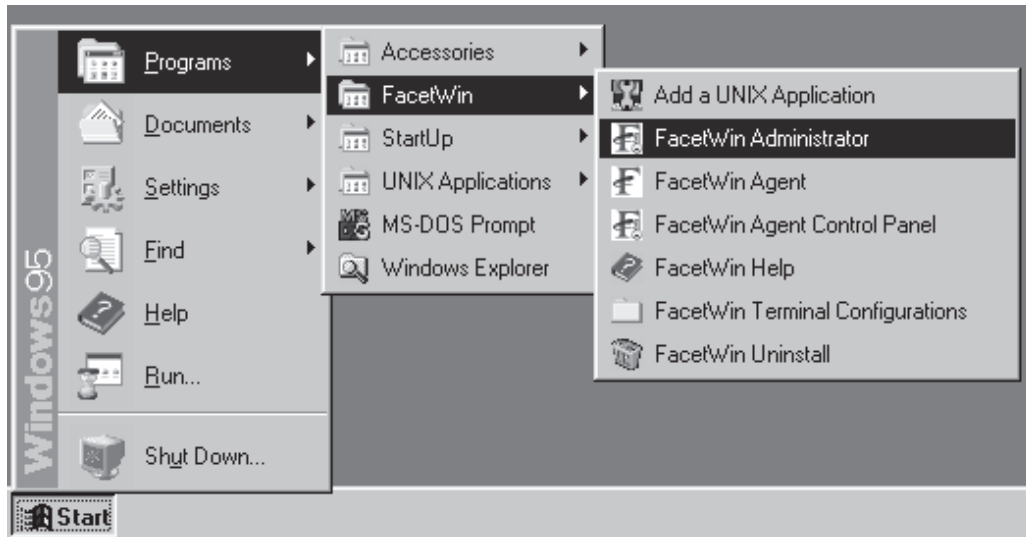 Programs
Documents
Settings
Find
Help
Run...
Shut Down...
Windows95
Start
Accessories
FacetWin
StartUp
UNIX Applications
MS-DOS Prompt
Windows Explorer
Add a UNIX Application
FacetWin Administrator
FacetWin Agent
FacetWin Agent Control Panel
FacetWin Help
FacetWin Terminal Configurations
FacetWin Uninstall